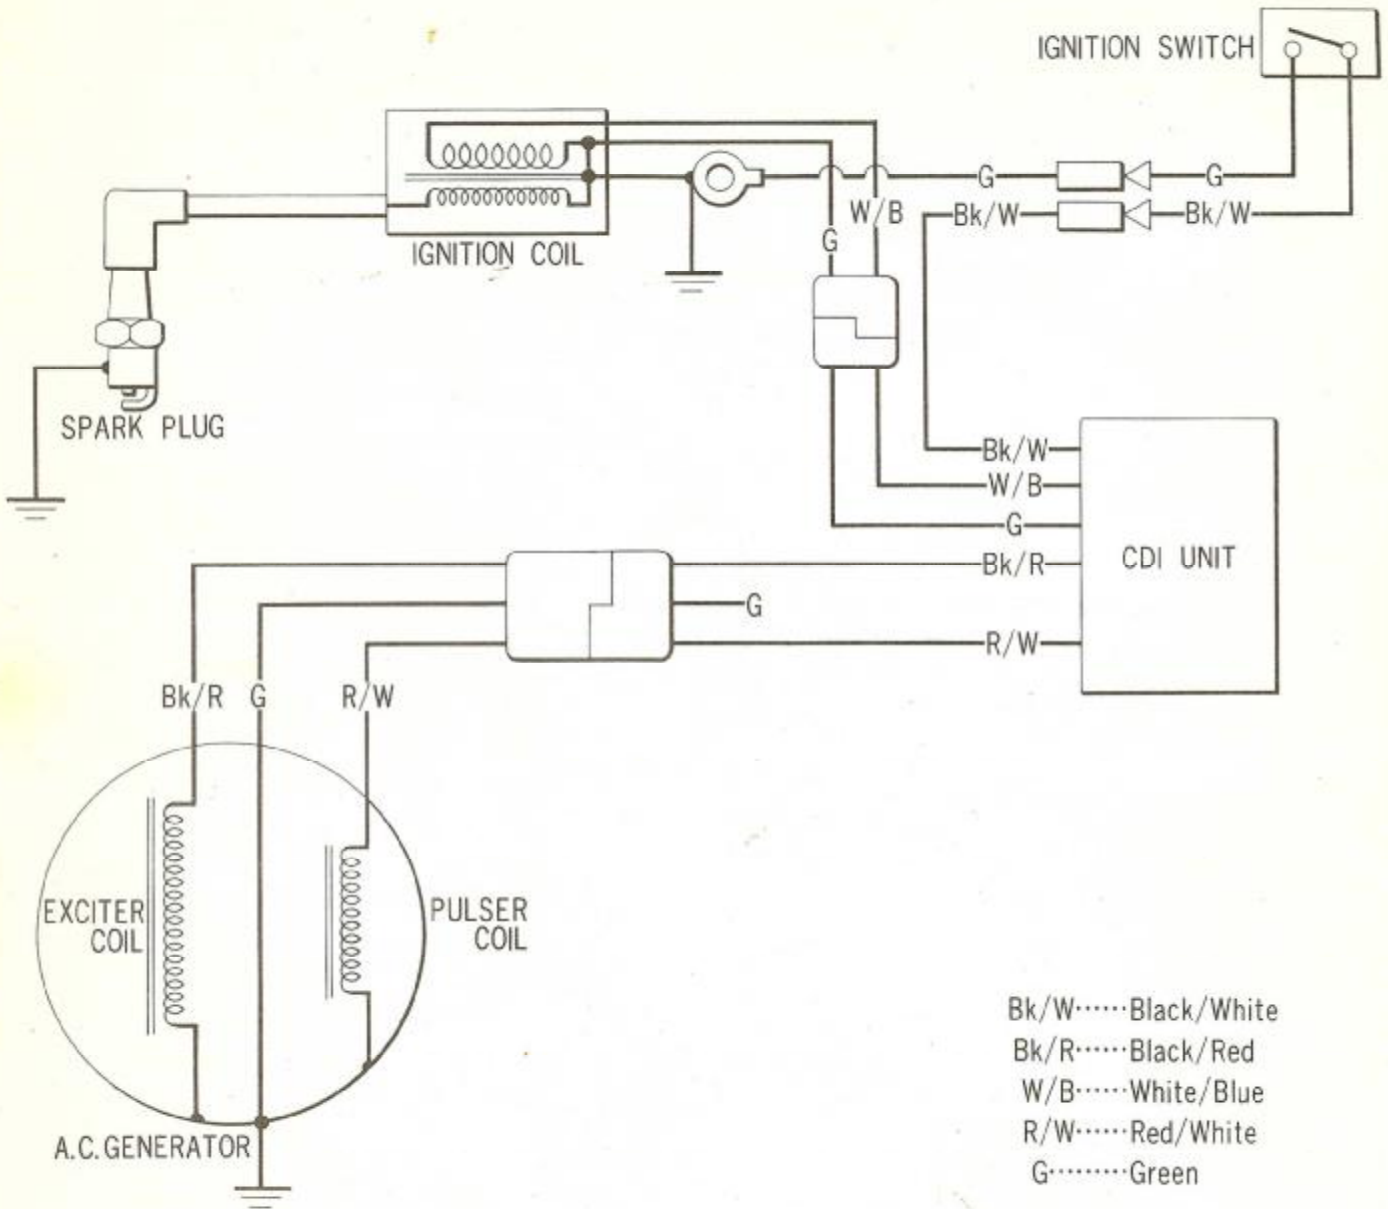 IGNITION SWITCH
G
G
W/B
Bk/W
Bk/W
G
IGNITION COIL
SPARK PLUG
Bk/W
W/B
G
Bk/R
CDI UNIT
G
R/W
Bk/R G R/W
EXCITER
COIL
PULSER
COIL
A.C. GENERATOR
Bk/W······Black/White
Bk/R······Black/Red
W/B······White/Blue
R/W······Red/White
G·········Green